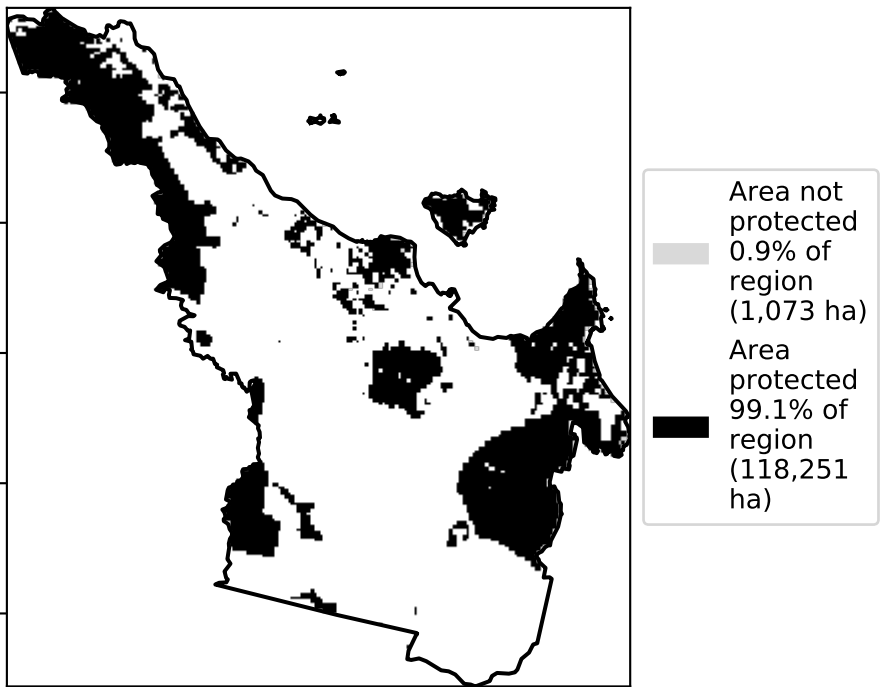 Area not
protected
0.9% of
region
(1,073 ha)
Area
protected
99.1% of
region
(118,251
ha)